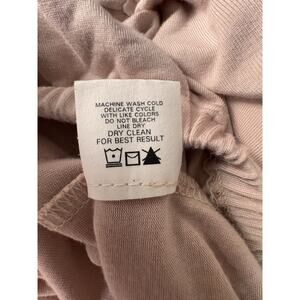 MACHINE WASH COLD
DELICATE CYCLE
WITH LIKE COLORS
DO NOT BLEACH
LINE DRY
DRY CLEAN
FOR BEST RESULT